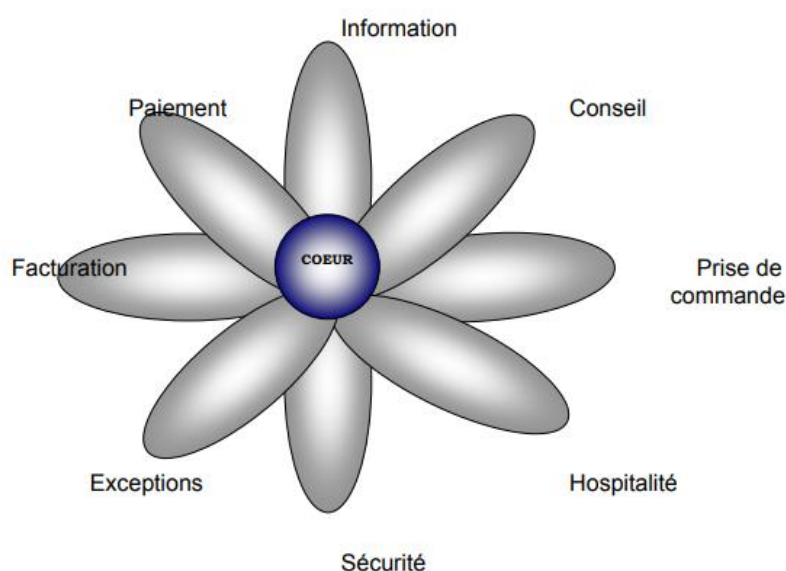 Information
Paiement
Conseil
COEUR
Facturation
Prise de
commande
Exceptions
Hospitalité
Sécurité